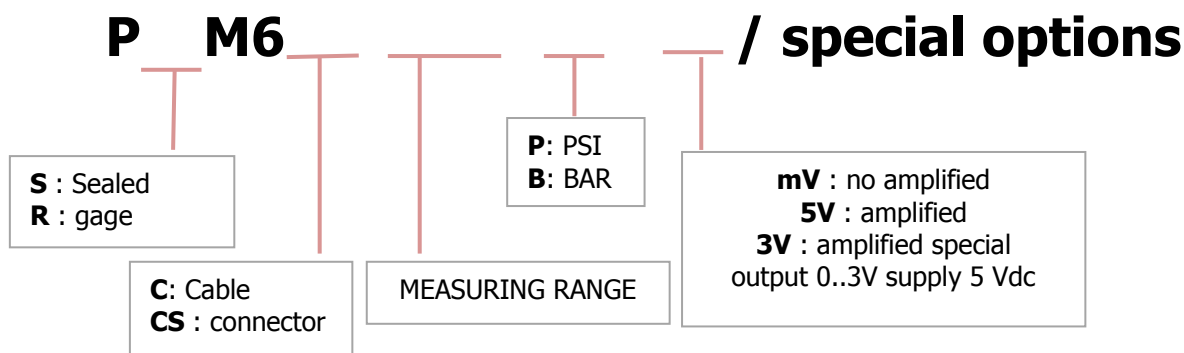 P M6 / special options
P: PSI
B: BAR
S : Sealed
R : gage
mV : no amplified
5V : amplified
3V : amplified special
output 0..3V supply 5 Vdc
C: Cable
CS : connector
MEASURING RANGE